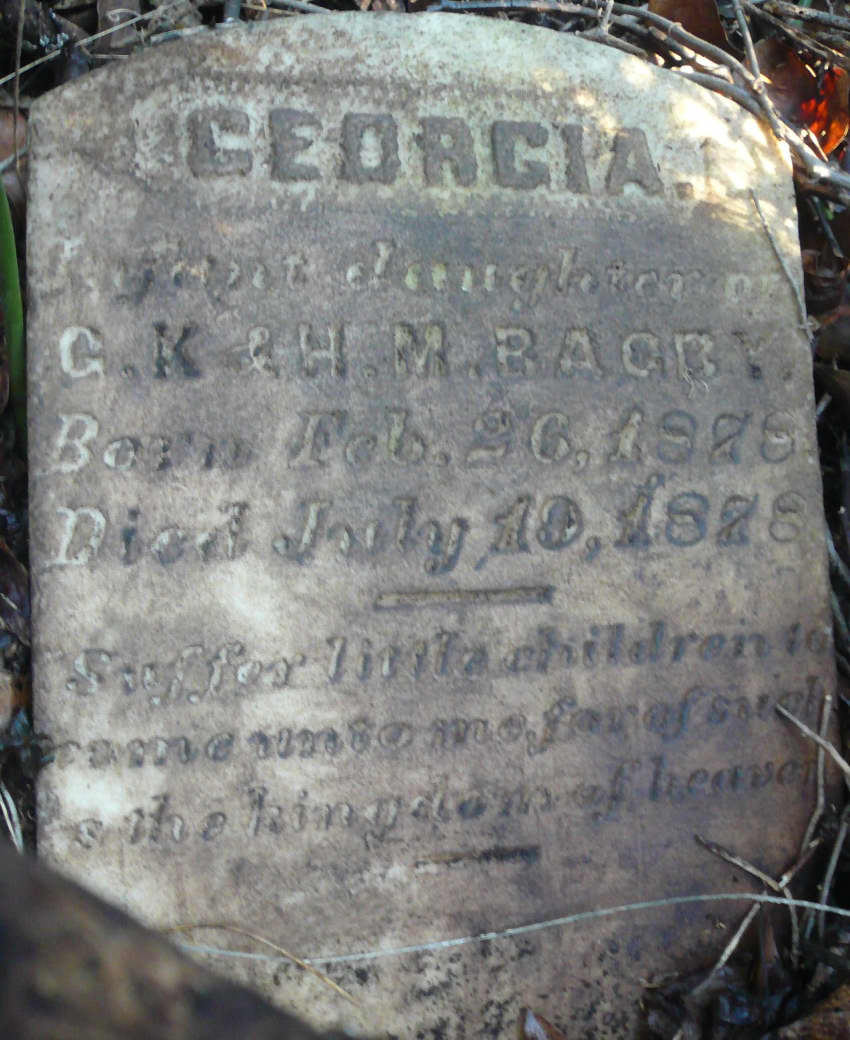 GEORGIA.
Infant daughter of
G. K & H. M. BAGBY.
Born Feb. 26, 1878
Died July 19, 1878
Suffer little children to
come unto me, for of such
is the kingdom of heaven